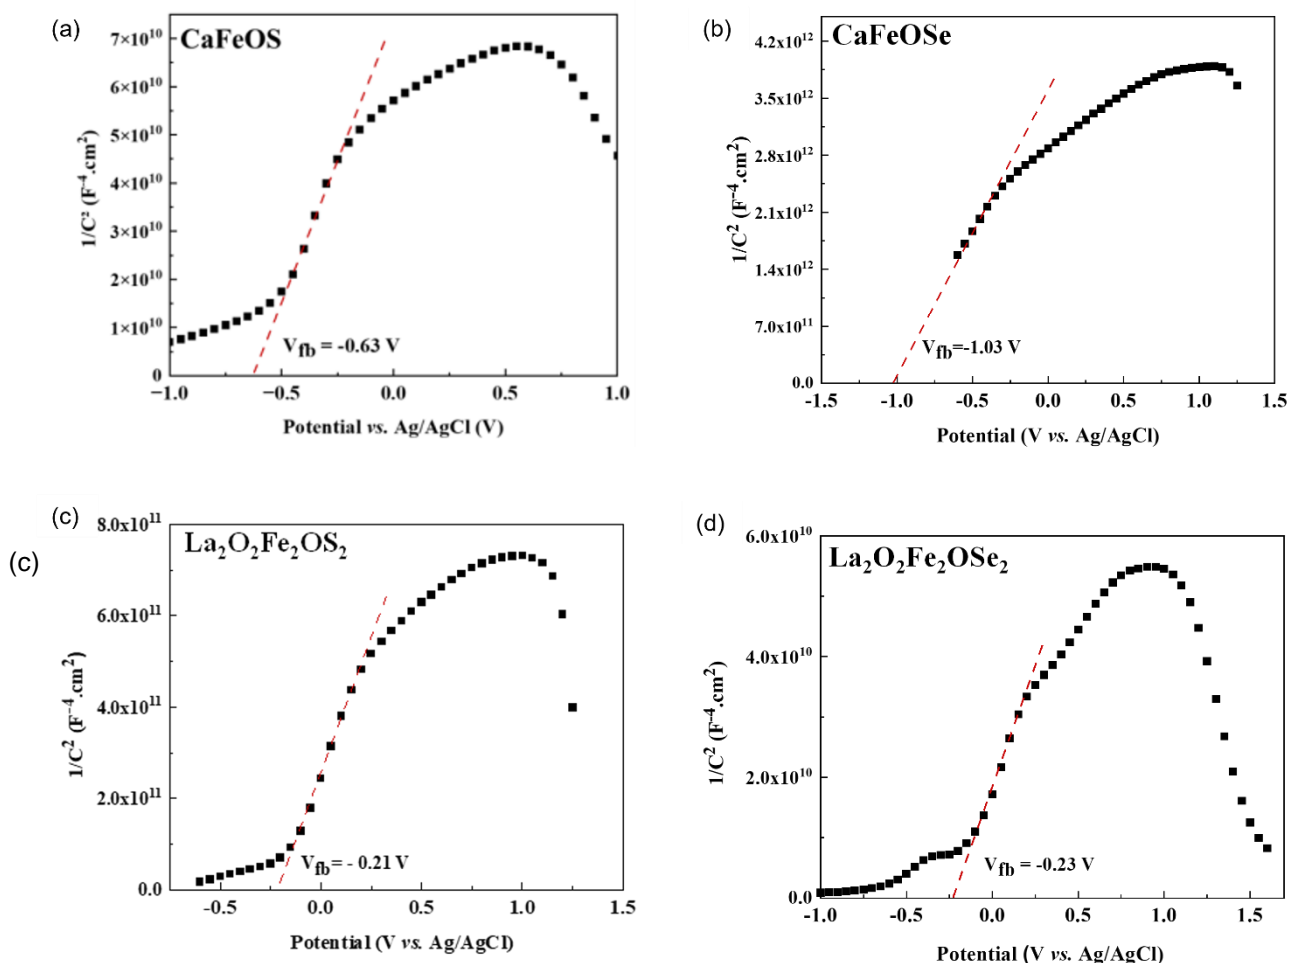 (a)
CaFeOS
7×10¹⁰
6×10¹⁰
5×10¹⁰
4×10¹⁰
3×10¹⁰
2×10¹⁰
1×10¹⁰
0
1/C² (F⁻⁴.cm²)
V_fb = -0.63 V
−1.0 −0.5 0.0 0.5 1.0
Potential vs. Ag/AgCl (V)
(b)
CaFeOSe
4.2x10¹²
3.5x10¹²
2.8x10¹²
2.1x10¹²
1.4x10¹²
7.0x10¹¹
0.0
1/C² (F⁻⁴.cm²)
V_fb=-1.03 V
-1.5 -1.0 -0.5 0.0 0.5 1.0 1.5
Potential (V vs. Ag/AgCl)
(c)
(c)
La₂O₂Fe₂OS₂
8.0x10¹¹
6.0x10¹¹
4.0x10¹¹
2.0x10¹¹
0.0
1/C² (F⁻⁴.cm²)
V_fb = - 0.21 V
-0.5 0.0 0.5 1.0 1.5
Potential (V vs. Ag/AgCl)
(d)
La₂O₂Fe₂OSe₂
6.0x10¹⁰
4.0x10¹⁰
2.0x10¹⁰
0.0
1/C² (F⁻⁴.cm²)
V_fb = -0.23 V
-1.0 -0.5 0.0 0.5 1.0 1.5
Potential (V vs. Ag/AgCl)